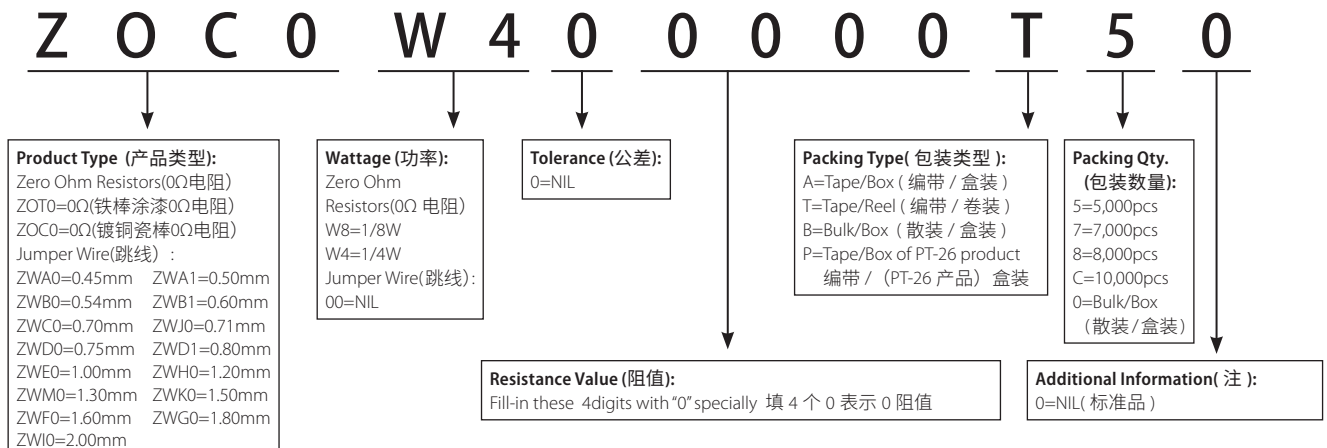 Z O C 0 W 4 0 0 0 0 0 T 5 0
Product Type (产品类型):
Zero Ohm Resistors(0Ω电阻)
ZOT0=0Ω(铁棒涂漆0Ω电阻)
ZOC0=0Ω(镀铜瓷棒0Ω电阻)
Jumper Wire(跳线）:
ZWA0=0.45mm ZWA1=0.50mm
ZWB0=0.54mm ZWB1=0.60mm
ZWC0=0.70mm ZWJ0=0.71mm
ZWD0=0.75mm ZWD1=0.80mm
ZWE0=1.00mm ZWH0=1.20mm
ZWM0=1.30mm ZWK0=1.50mm
ZWF0=1.60mm ZWG0=1.80mm
ZWI0=2.00mm
Wattage (功率):
Zero Ohm
Resistors(0Ω 电阻)
W8=1/8W
W4=1/4W
Jumper Wire(跳线):
00=NIL
Tolerance (公差):
0=NIL
Resistance Value (阻值):
Fill-in these 4digits with “0” specially 填 4 个 0 表示 0 阻值
Packing Type( 包装类型 ):
A=Tape/Box ( 编带 / 盒装 )
T=Tape/Reel ( 编带 / 卷装 )
B=Bulk/Box ( 散装 / 盒装 )
P=Tape/Box of PT-26 product
编带 /（PT-26 产品）盒装
Packing Qty.
(包装数量):
5=5,000pcs
7=7,000pcs
8=8,000pcs
C=10,000pcs
0=Bulk/Box
（散装 / 盒装）
Additional Information( 注 ):
0=NIL( 标准品 )